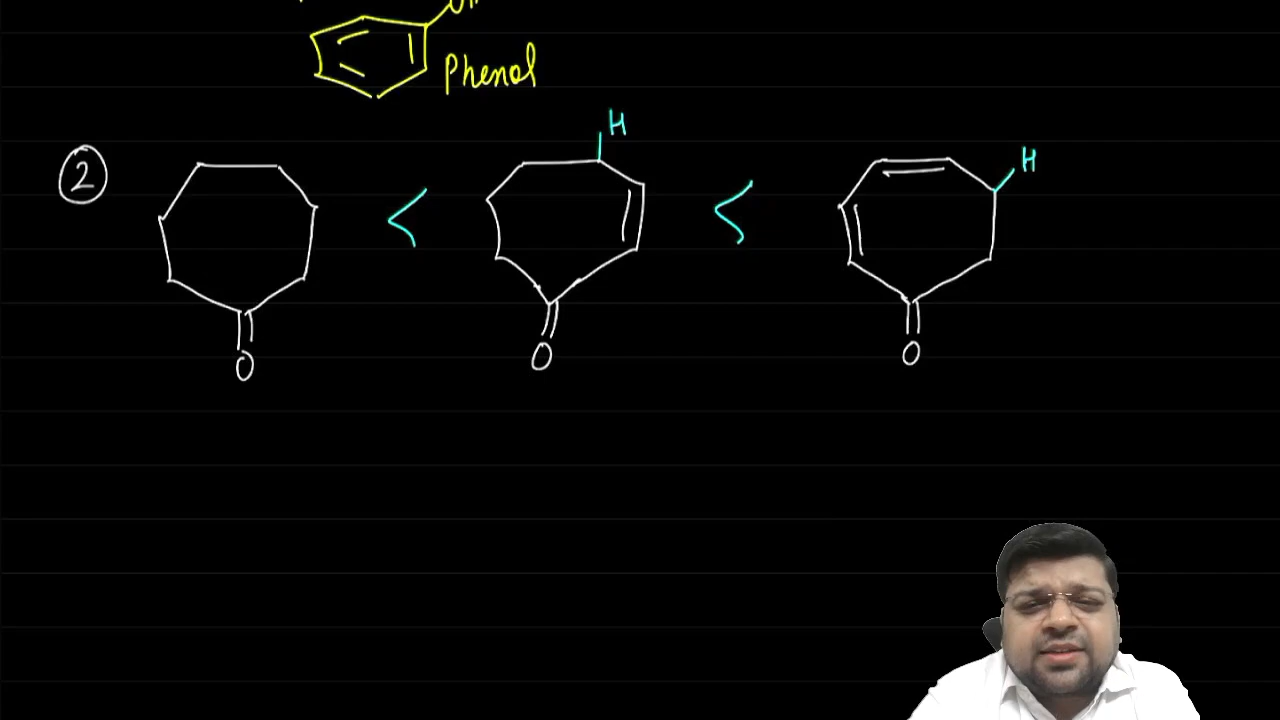 Phenol
H
H
2 < <
O O O